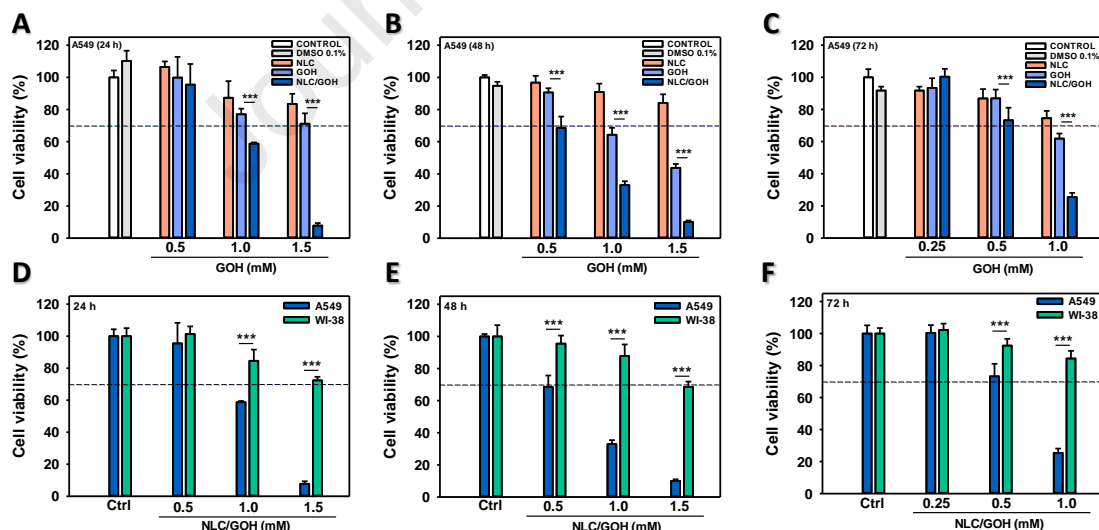 Jour
A
A549 (24 h)
CONTROL
DMSO 0.1%
NLC
GOH
NLC/GOH
***
***
Cell viability (%)
120
100
80
60
40
20
0
0.5 1.0 1.5
GOH (mM)
B
A549 (48 h)
CONTROL
DMSO 0.1%
NLC
GOH
NLC/GOH
***
***
***
Cell viability (%)
120
100
80
60
40
20
0
0.5 1.0 1.5
GOH (mM)
C
A549 (72 h)
CONTROL
DMSO 0.1%
NLC
GOH
NLC/GOH
***
***
Cell viability (%)
120
100
80
60
40
20
0
0.25 0.5 1.0
GOH (mM)
D
24 h
A549
WI-38
***
***
Cell viability (%)
120
100
80
60
40
20
0
Ctrl 0.5 1.0 1.5
NLC/GOH (mM)
E
48 h
A549
WI-38
***
***
***
Cell viability (%)
120
100
80
60
40
20
0
Ctrl 0.5 1.0 1.5
NLC/GOH (mM)
F
72 h
A549
WI-38
***
***
Cell viability (%)
120
100
80
60
40
20
0
Ctrl 0.25 0.5 1.0
NLC/GOH (mM)